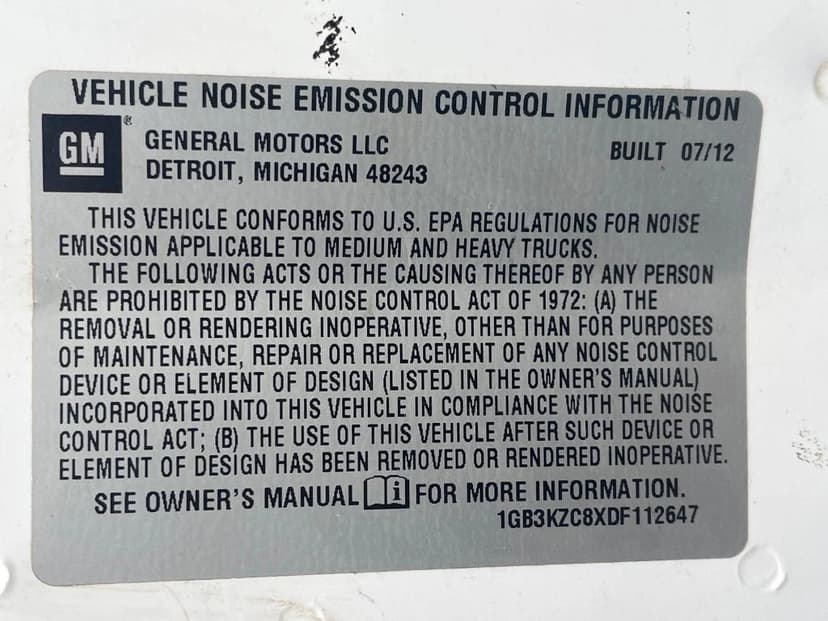 VEHICLE NOISE EMISSION CONTROL INFORMATION
GM ®
GENERAL MOTORS LLC
DETROIT, MICHIGAN 48243
BUILT 07/12
THIS VEHICLE CONFORMS TO U.S. EPA REGULATIONS FOR NOISE
EMISSION APPLICABLE TO MEDIUM AND HEAVY TRUCKS.
THE FOLLOWING ACTS OR THE CAUSING THEREOF BY ANY PERSON
ARE PROHIBITED BY THE NOISE CONTROL ACT OF 1972: (A) THE
REMOVAL OR RENDERING INOPERATIVE, OTHER THAN FOR PURPOSES
OF MAINTENANCE, REPAIR OR REPLACEMENT OF ANY NOISE CONTROL
DEVICE OR ELEMENT OF DESIGN (LISTED IN THE OWNER'S MANUAL)
INCORPORATED INTO THIS VEHICLE IN COMPLIANCE WITH THE NOISE
CONTROL ACT; (B) THE USE OF THIS VEHICLE AFTER SUCH DEVICE OR
ELEMENT OF DESIGN HAS BEEN REMOVED OR RENDERED INOPERATIVE.
SEE OWNER'S MANUAL i FOR MORE INFORMATION.
1GB3KZC8XDF112647